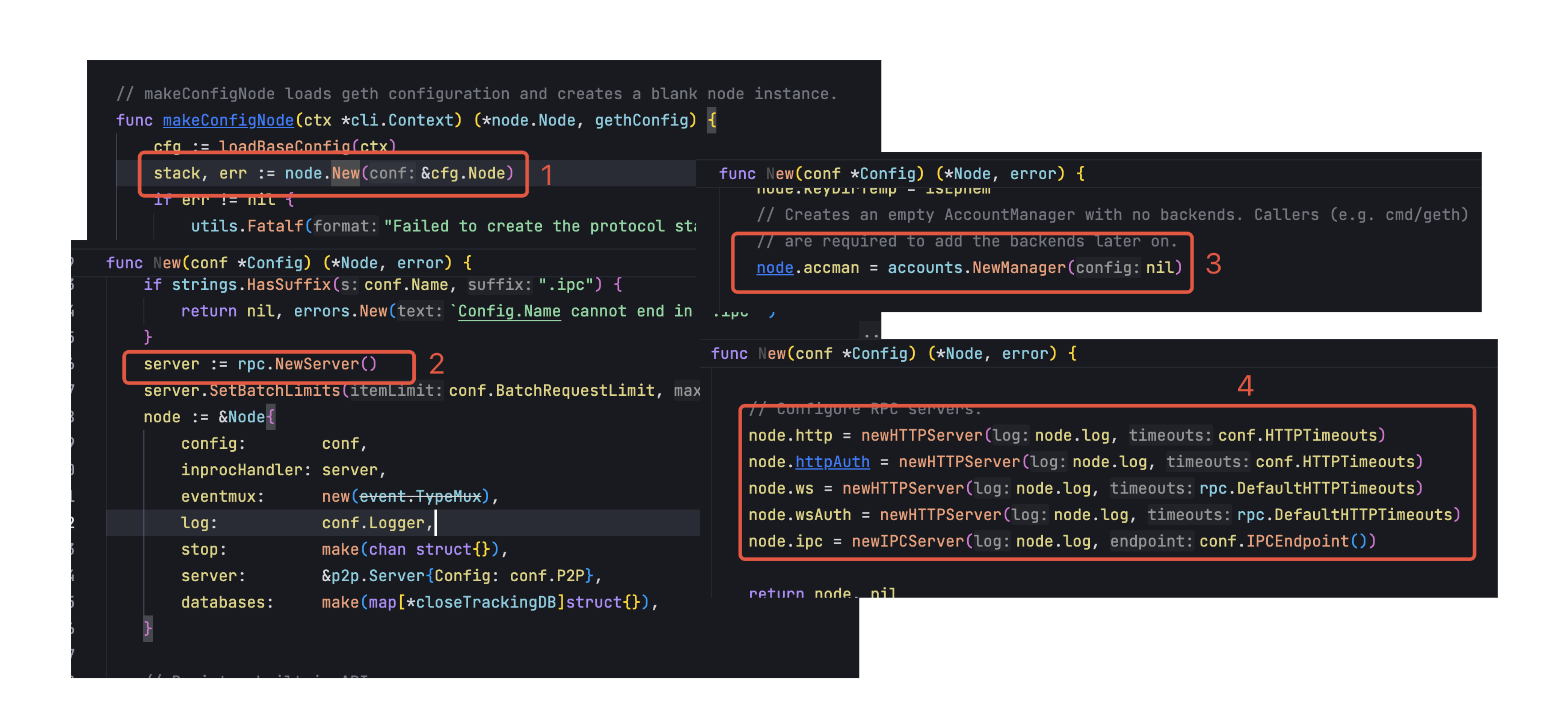 // makeConfigNode loads geth configuration and creates a blank node instance.
func makeConfigNode(ctx *cli.Context) (*node.Node, gethConfig) {
cfg := loadBaseConfig(ctx)
stack, err := node.New(conf: &cfg.Node)
1
if err != nil {
utils.Fatalf(format: "Failed to create the protocol sta
func New(conf *Config) (*Node, error) {
if strings.HasSuffix(s: conf.Name, suffix: ".ipc") {
return nil, errors.New(text: `Config.Name cannot end in ".ipc"`)
}
server := rpc.NewServer()
2
server.SetBatchLimits(itemLimit: conf.BatchRequestLimit, max
node := &Node{
config: conf,
inprocHandler: server,
eventmux: new(event.TypeMux),
log: conf.Logger,
stop: make(chan struct{}),
server: &p2p.Server{Config: conf.P2P},
databases: make(map[*closeTrackingDB]struct{}),
}
func New(conf *Config) (*Node, error) {
node.keyDirTemp = isEphem
// Creates an empty AccountManager with no backends. Callers (e.g. cmd/geth)
// are required to add the backends later on.
node.accman = accounts.NewManager(config: nil)
3
func New(conf *Config) (*Node, error) {
4
// Configure RPC servers.
node.http = newHTTPServer(log: node.log, timeouts: conf.HTTPTimeouts)
node.httpAuth = newHTTPServer(log: node.log, timeouts: conf.HTTPTimeouts)
node.ws = newHTTPServer(log: node.log, timeouts: rpc.DefaultHTTPTimeouts)
node.wsAuth = newHTTPServer(log: node.log, timeouts: rpc.DefaultHTTPTimeouts)
node.ipc = newIPCServer(log: node.log, endpoint: conf.IPCEndpoint())
return node, nil